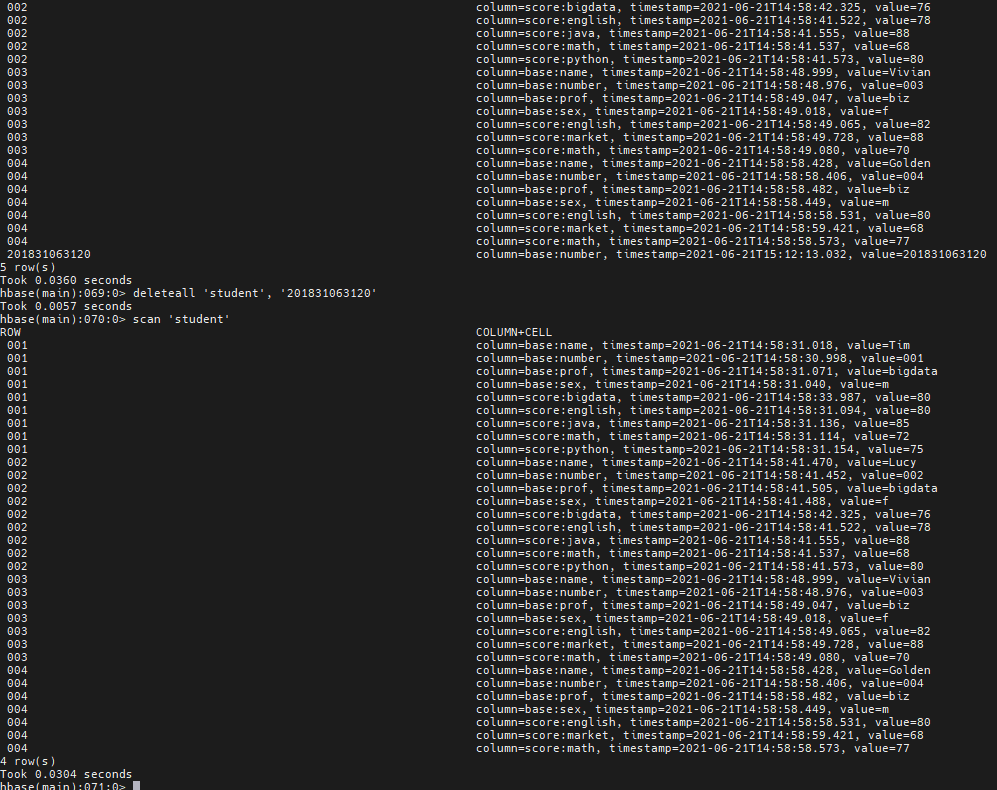 002 column=score:bigdata, timestamp=2021-06-21T14:58:42.325, value=76
002 column=score:english, timestamp=2021-06-21T14:58:41.522, value=78
002 column=score:java, timestamp=2021-06-21T14:58:41.555, value=88
002 column=score:math, timestamp=2021-06-21T14:58:41.537, value=68
002 column=score:python, timestamp=2021-06-21T14:58:41.573, value=80
003 column=base:name, timestamp=2021-06-21T14:58:48.999, value=Vivian
003 column=base:number, timestamp=2021-06-21T14:58:48.976, value=003
003 column=base:prof, timestamp=2021-06-21T14:58:49.047, value=biz
003 column=base:sex, timestamp=2021-06-21T14:58:49.018, value=f
003 column=score:english, timestamp=2021-06-21T14:58:49.065, value=82
003 column=score:market, timestamp=2021-06-21T14:58:49.728, value=88
003 column=score:math, timestamp=2021-06-21T14:58:49.080, value=70
004 column=base:name, timestamp=2021-06-21T14:58:58.428, value=Golden
004 column=base:number, timestamp=2021-06-21T14:58:58.406, value=004
004 column=base:prof, timestamp=2021-06-21T14:58:58.482, value=biz
004 column=base:sex, timestamp=2021-06-21T14:58:58.449, value=m
004 column=score:english, timestamp=2021-06-21T14:58:58.531, value=80
004 column=score:market, timestamp=2021-06-21T14:58:59.421, value=68
004 column=score:math, timestamp=2021-06-21T14:58:58.573, value=77
201831063120 column=base:number, timestamp=2021-06-21T15:12:13.032, value=201831063120
5 row(s)
Took 0.0360 seconds
hbase(main):069:0> deleteall 'student', '201831063120'
Took 0.0057 seconds
hbase(main):070:0> scan 'student'
ROW COLUMN+CELL
001 column=base:name, timestamp=2021-06-21T14:58:31.018, value=Tim
001 column=base:number, timestamp=2021-06-21T14:58:30.998, value=001
001 column=base:prof, timestamp=2021-06-21T14:58:31.071, value=bigdata
001 column=base:sex, timestamp=2021-06-21T14:58:31.040, value=m
001 column=score:bigdata, timestamp=2021-06-21T14:58:33.987, value=80
001 column=score:english, timestamp=2021-06-21T14:58:31.094, value=80
001 column=score:java, timestamp=2021-06-21T14:58:31.136, value=85
001 column=score:math, timestamp=2021-06-21T14:58:31.114, value=72
001 column=score:python, timestamp=2021-06-21T14:58:31.154, value=75
002 column=base:name, timestamp=2021-06-21T14:58:41.470, value=Lucy
002 column=base:number, timestamp=2021-06-21T14:58:41.452, value=002
002 column=base:prof, timestamp=2021-06-21T14:58:41.505, value=bigdata
002 column=base:sex, timestamp=2021-06-21T14:58:41.488, value=f
002 column=score:bigdata, timestamp=2021-06-21T14:58:42.325, value=76
002 column=score:english, timestamp=2021-06-21T14:58:41.522, value=78
002 column=score:java, timestamp=2021-06-21T14:58:41.555, value=88
002 column=score:math, timestamp=2021-06-21T14:58:41.537, value=68
002 column=score:python, timestamp=2021-06-21T14:58:41.573, value=80
003 column=base:name, timestamp=2021-06-21T14:58:48.999, value=Vivian
003 column=base:number, timestamp=2021-06-21T14:58:48.976, value=003
003 column=base:prof, timestamp=2021-06-21T14:58:49.047, value=biz
003 column=base:sex, timestamp=2021-06-21T14:58:49.018, value=f
003 column=score:english, timestamp=2021-06-21T14:58:49.065, value=82
003 column=score:market, timestamp=2021-06-21T14:58:49.728, value=88
003 column=score:math, timestamp=2021-06-21T14:58:49.080, value=70
004 column=base:name, timestamp=2021-06-21T14:58:58.428, value=Golden
004 column=base:number, timestamp=2021-06-21T14:58:58.406, value=004
004 column=base:prof, timestamp=2021-06-21T14:58:58.482, value=biz
004 column=base:sex, timestamp=2021-06-21T14:58:58.449, value=m
004 column=score:english, timestamp=2021-06-21T14:58:58.531, value=80
004 column=score:market, timestamp=2021-06-21T14:58:59.421, value=68
004 column=score:math, timestamp=2021-06-21T14:58:58.573, value=77
4 row(s)
Took 0.0304 seconds
hbase(main):071:0>